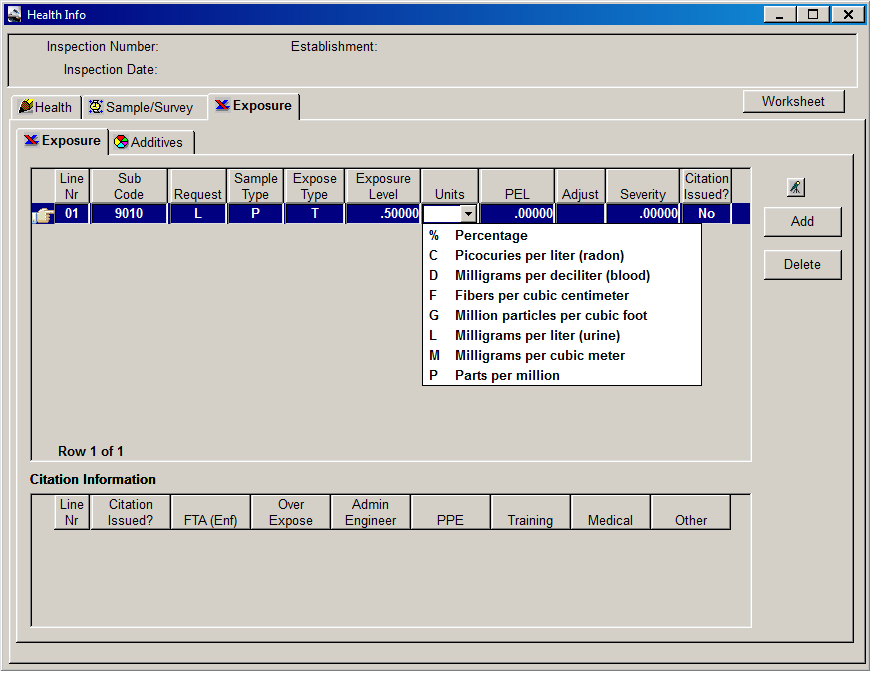 Health Info
Inspection Number: Establishment:
Inspection Date:
Health Sample/Survey Exposure Worksheet
Exposure Additives
Line Nr Sub Code Request Sample Type Expose Type Exposure Level Units PEL Adjust Severity Citation Issued?
01 9010 L P T .50000 .00000 .00000 No
% Percentage
C Picocuries per liter (radon)
D Milligrams per deciliter (blood)
F Fibers per cubic centimeter
G Million particles per cubic foot
L Milligrams per liter (urine)
M Milligrams per cubic meter
P Parts per million
Add
Delete
Row 1 of 1
Citation Information
Line Nr Citation Issued? FTA (Enf) Over Expose Admin Engineer PPE Training Medical Other